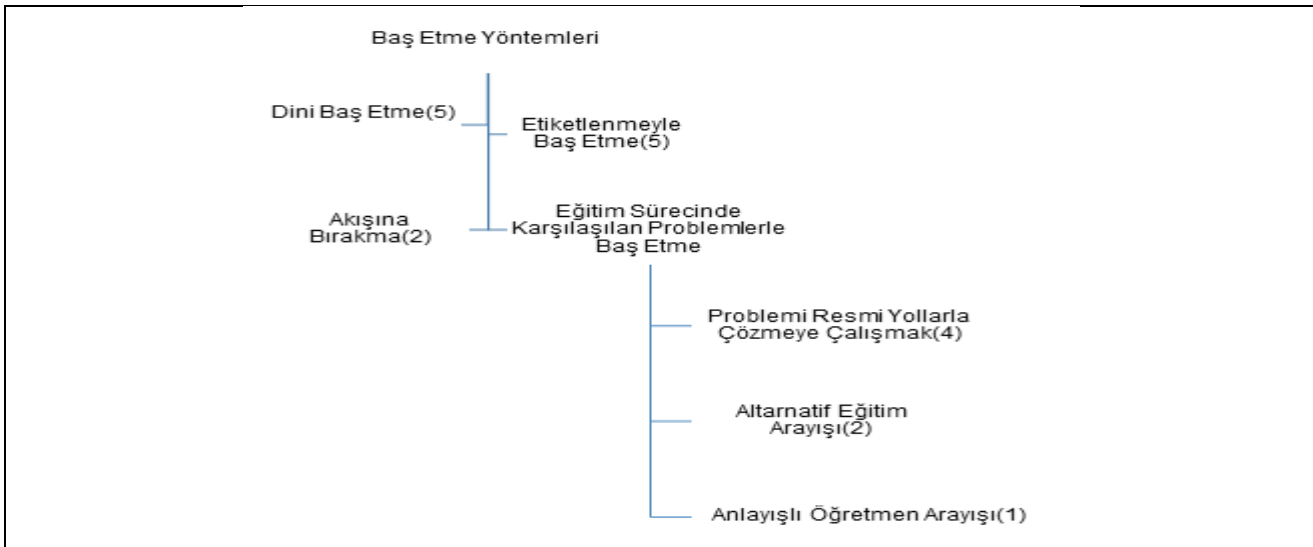 Baş Etme Yöntemleri
Dini Baş Etme(5)
Etiketlenmeyle
Baş Etme(5)
Akışına
Bırakma(2)
Eğitim Sürecinde
Karşılaşılan Problemlerle
Baş Etme
Problemi Resmi Yollarla
Çözmeye Çalışmak(4)
Altarnatif Eğitim
Arayışı(2)
Anlayışlı Öğretmen Arayışı(1)